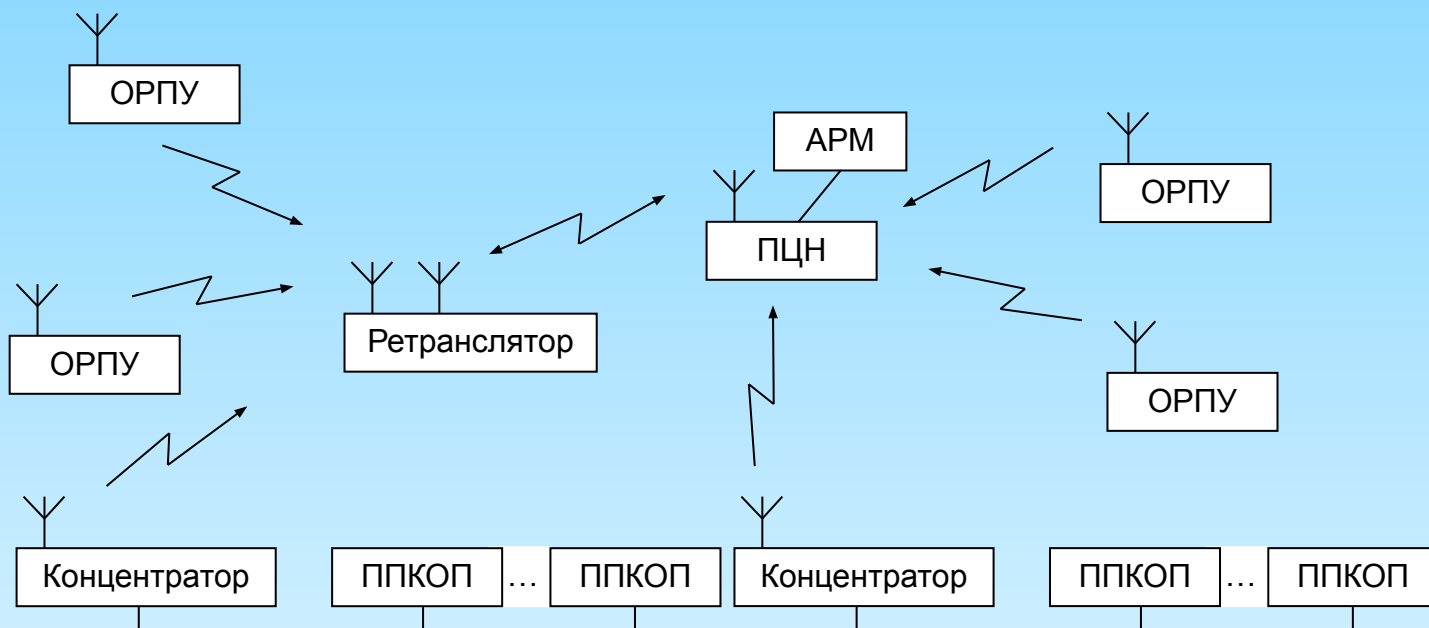 ОРПУ
АРМ
ОРПУ
ПЦН
Ретранслятор
ОРПУ
ОРПУ
Концентратор
ППКОП
…
ППКОП
Концентратор
ППКОП
…
ППКОП